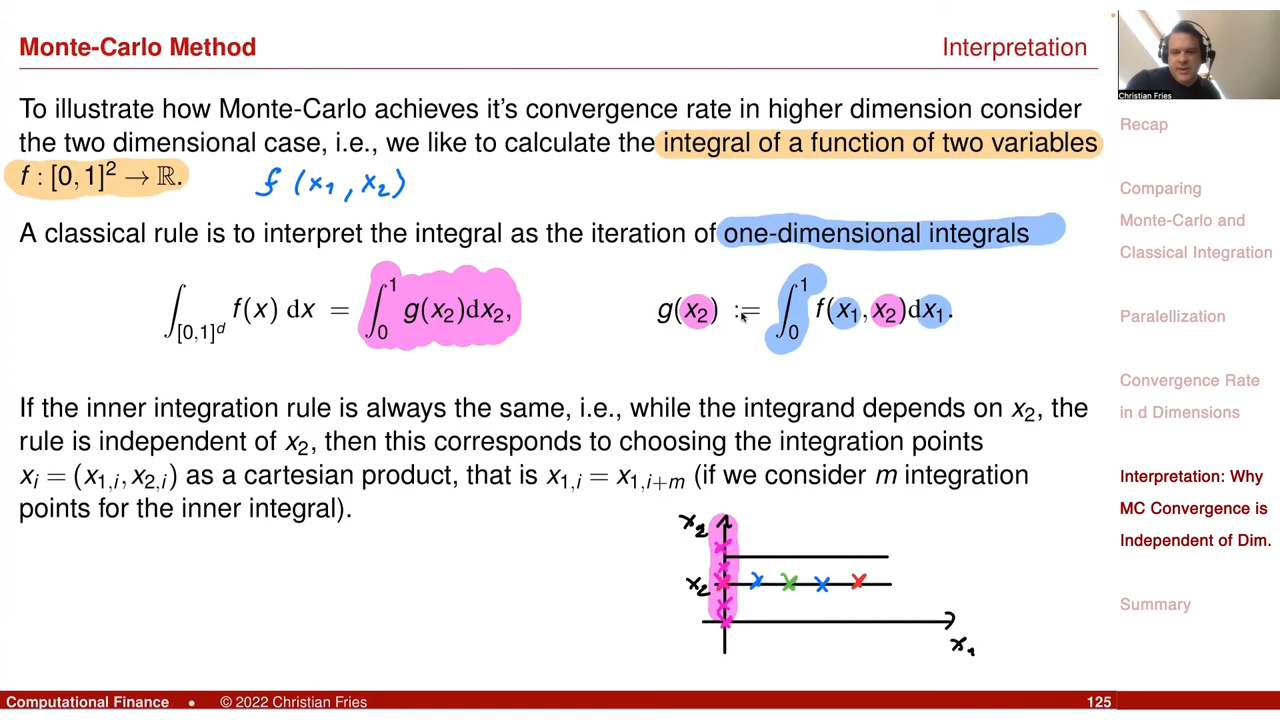 Monte-Carlo Method
Interpretation
To illustrate how Monte-Carlo achieves it's convergence rate in higher dimension consider
the two dimensional case, i.e., we like to calculate the integral of a function of two variables
f : [0, 1]² → ℝ.
f (x₁, x₂)
A classical rule is to interpret the integral as the iteration of one-dimensional integrals
∫_{[0,1]^d} f(x) dx = ∫_0^1 g(x₂)dx₂,    g(x₂) := ∫_0^1 f(x₁, x₂)dx₁.
If the inner integration rule is always the same, i.e., while the integrand depends on x₂, the
rule is independent of x₂, then this corresponds to choosing the integration points
x_i = (x_{1,i}, x_{2,i}) as a cartesian product, that is x_{1,i} = x_{1,i+m} (if we consider m integration
points for the inner integral).
x₂
x₂
x₁
Christian Fries
Recap
Comparing
Monte-Carlo and
Classical Integration
Paralellization
Convergence Rate
in d Dimensions
Interpretation: Why
MC Convergence is
Independent of Dim.
Summary
Computational Finance • © 2022 Christian Fries
125